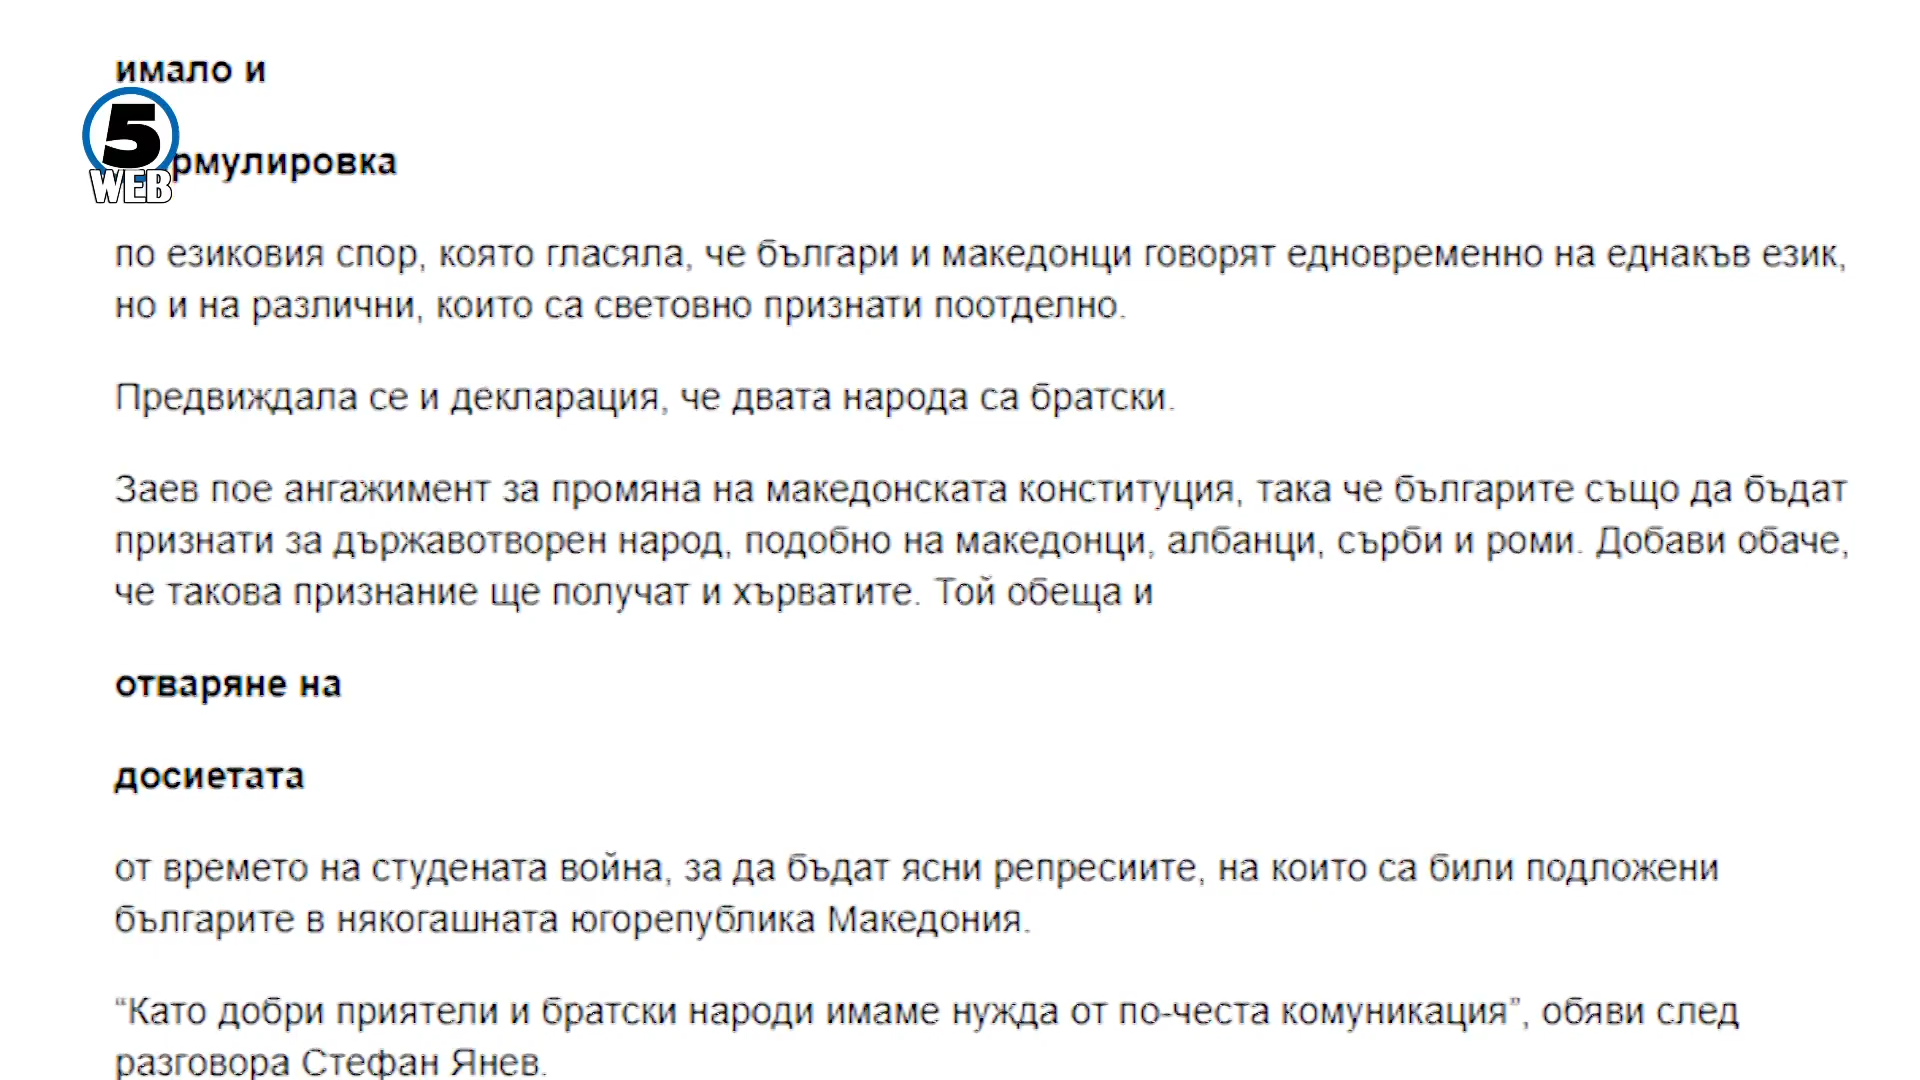 имало и
5
WEB
рмулировка
по езиковия спор, която гласяла, че българи и македонци говорят едновременно на еднакъв език,
но и на различни, които са световно признати поотделно.
Предвиждала се и декларация, че двата народа са братски.
Заев пое ангажимент за промяна на македонската конституция, така че българите също да бъдат
признати за държавотворен народ, подобно на македонци, албанци, сърби и роми. Добави обаче,
че такова признание ще получат и хърватите. Той обеща и
отваряне на
досиетата
от времето на студената война, за да бъдат ясни репресиите, на които са били подложени
българите в някогашната югорепублика Македония.
“Като добри приятели и братски народи имаме нужда от по-честа комуникация”, обяви след
разговора Стефан Янев.